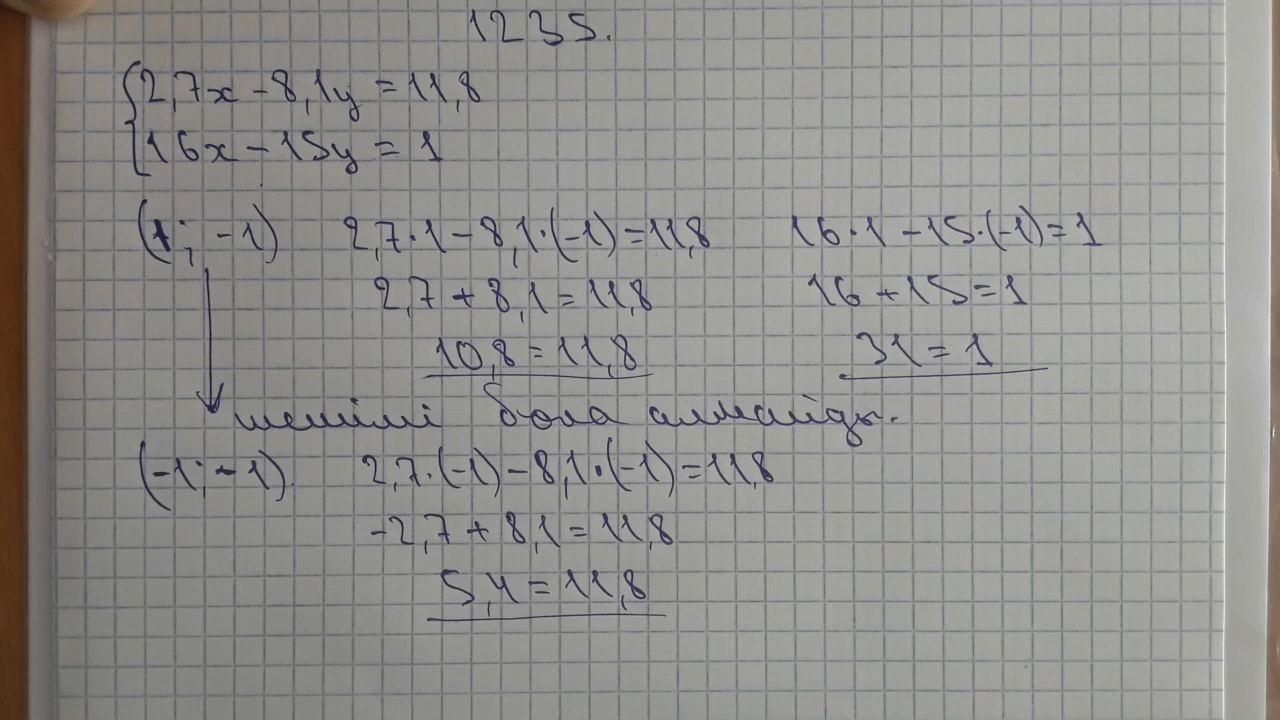 1235.
{2,7x - 8,1y = 11,8
16x - 15y = 1
(1; -1) 2,7·1 - 8,1·(-1) = 11,8 16·1 - 15·(-1) = 1
2,7 + 8,1 = 11,8 16 + 15 = 1
10,8 = 11,8 31 = 1
шешімі бола алмайды.
(-1; -1) 2,7·(-1) - 8,1·(-1) = 11,8
-2,7 + 8,1 = 11,8
5,4 = 11,8